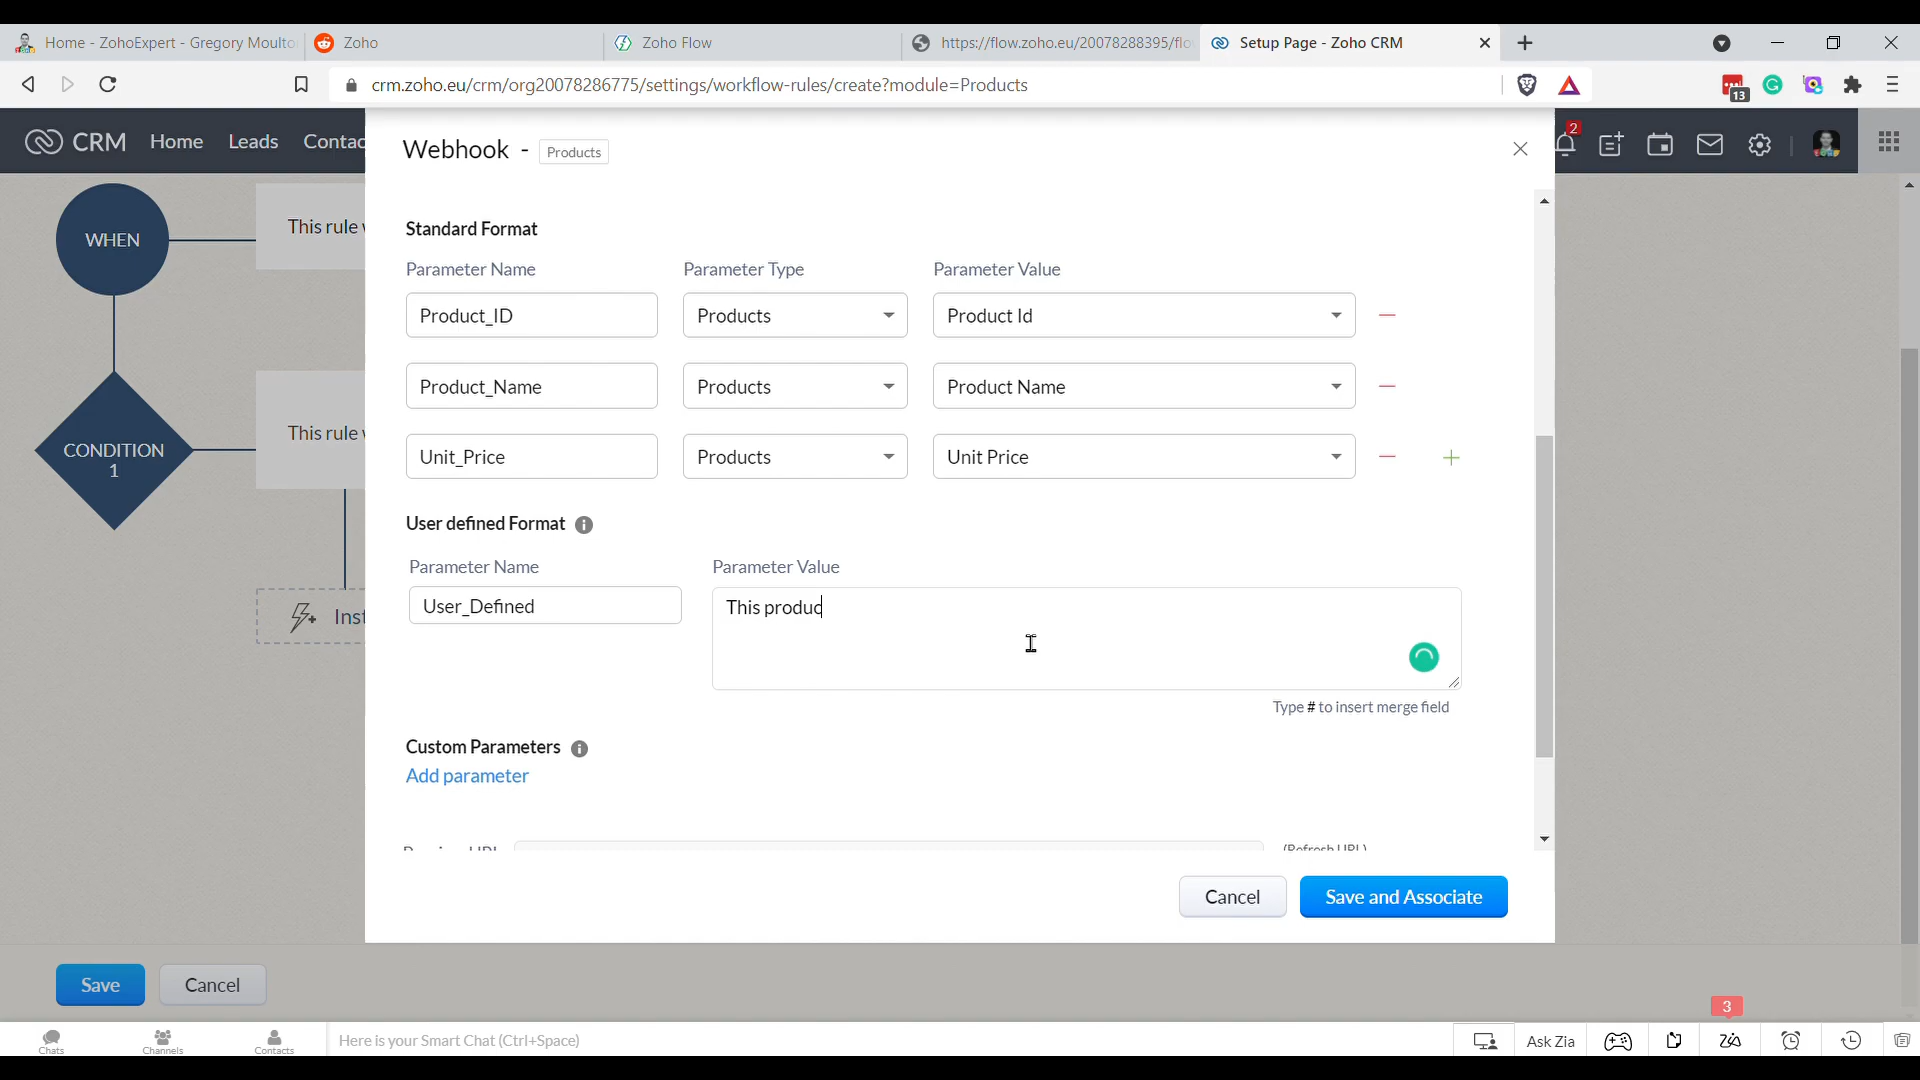 Home - ZohoExpert - Gregory Moulto
Zoho
Zoho Flow
https://flow.zoho.eu/20078288395/flo
Setup Page - Zoho CRM
crm.zoho.eu/crm/org20078286775/settings/workflow-rules/create?module=Products
13
CRM
Home
Leads
Contac
2
Webhook - Products
WHEN
This rule
CONDITION
1
This rule
Inst
Standard Format
Parameter Name
Parameter Type
Parameter Value
Product_ID
Products
Product Id
Product_Name
Products
Product Name
Unit_Price
Products
Unit Price
User defined Format
Parameter Name
Parameter Value
User_Defined
This produc
Type # to insert merge field
Custom Parameters
Add parameter
(Refresh URL)
Cancel
Save and Associate
Save
Cancel
3
Chats
Channels
Contacts
Here is your Smart Chat (Ctrl+Space)
Ask Zia